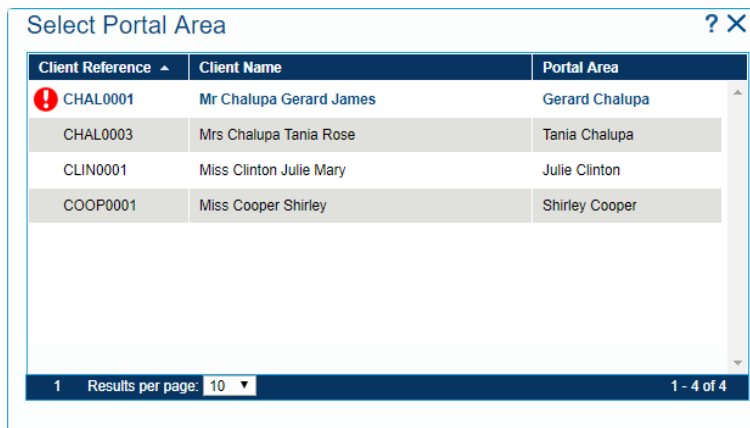 Select Portal Area ?
Client Reference Client Name Portal Area
CHAL0001 Mr Chalupa Gerard James Gerard Chalupa
CHAL0003 Mrs Chalupa Tania Rose Tania Chalupa
CLIN0001 Miss Clinton Julie Mary Julie Clinton
COOP0001 Miss Cooper Shirley Shirley Cooper
1 Results per page: 10 1 - 4 of 4